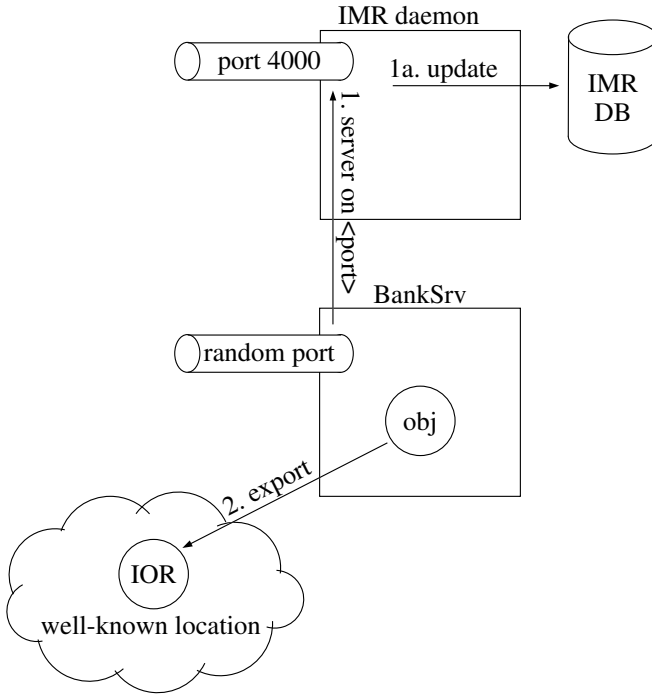 IMR daemon
port 4000
1a. update
IMR
DB
1. server on <port>
BankSrv
random port
obj
2. export
IOR
well-known location